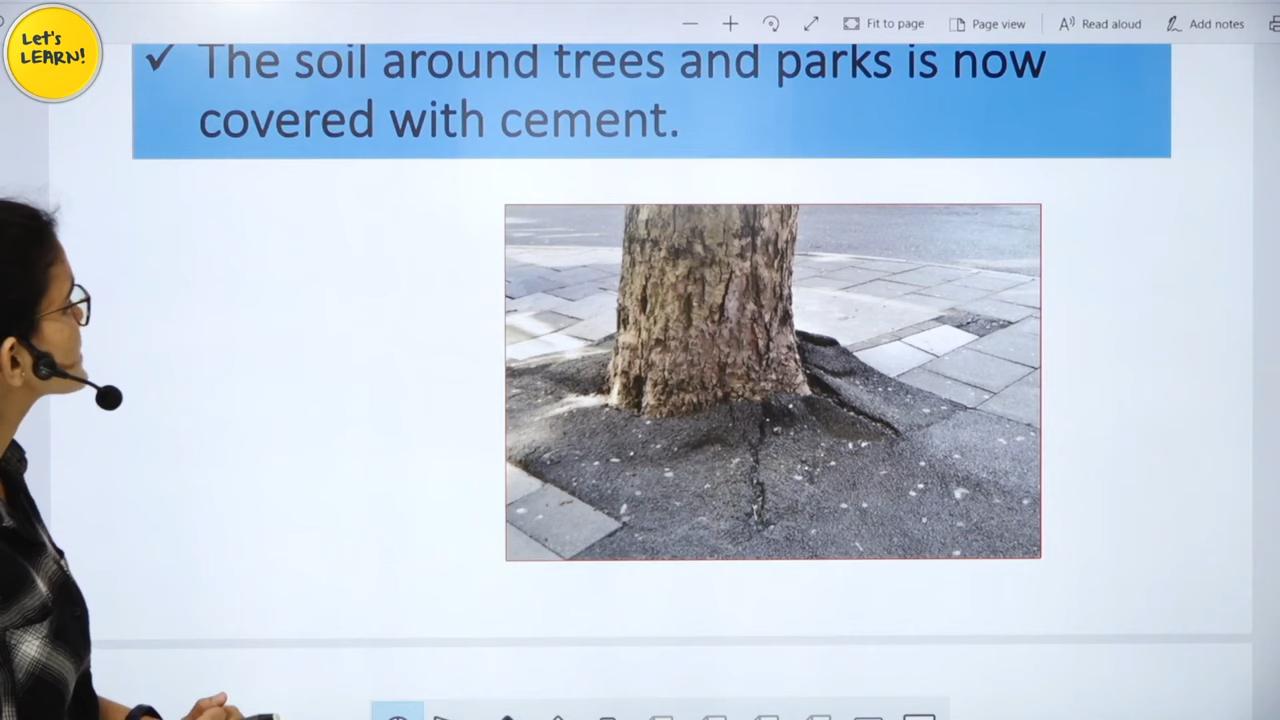 Let's
LEARN!
Fit to page
Page view
Read aloud
Add notes
✓ The soil around trees and parks is now
covered with cement.